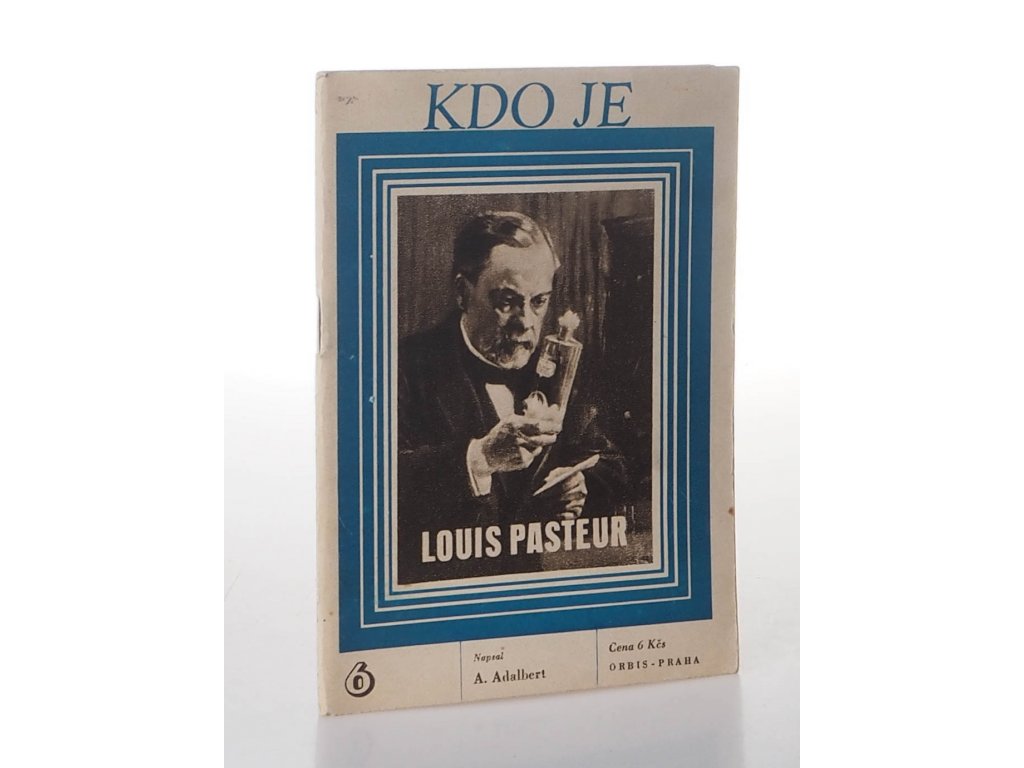 KDO JE
LOUIS PASTEUR
6
Napsal
A. Adalbert
Cena 6 Kčs
ORBIS - PRAHA